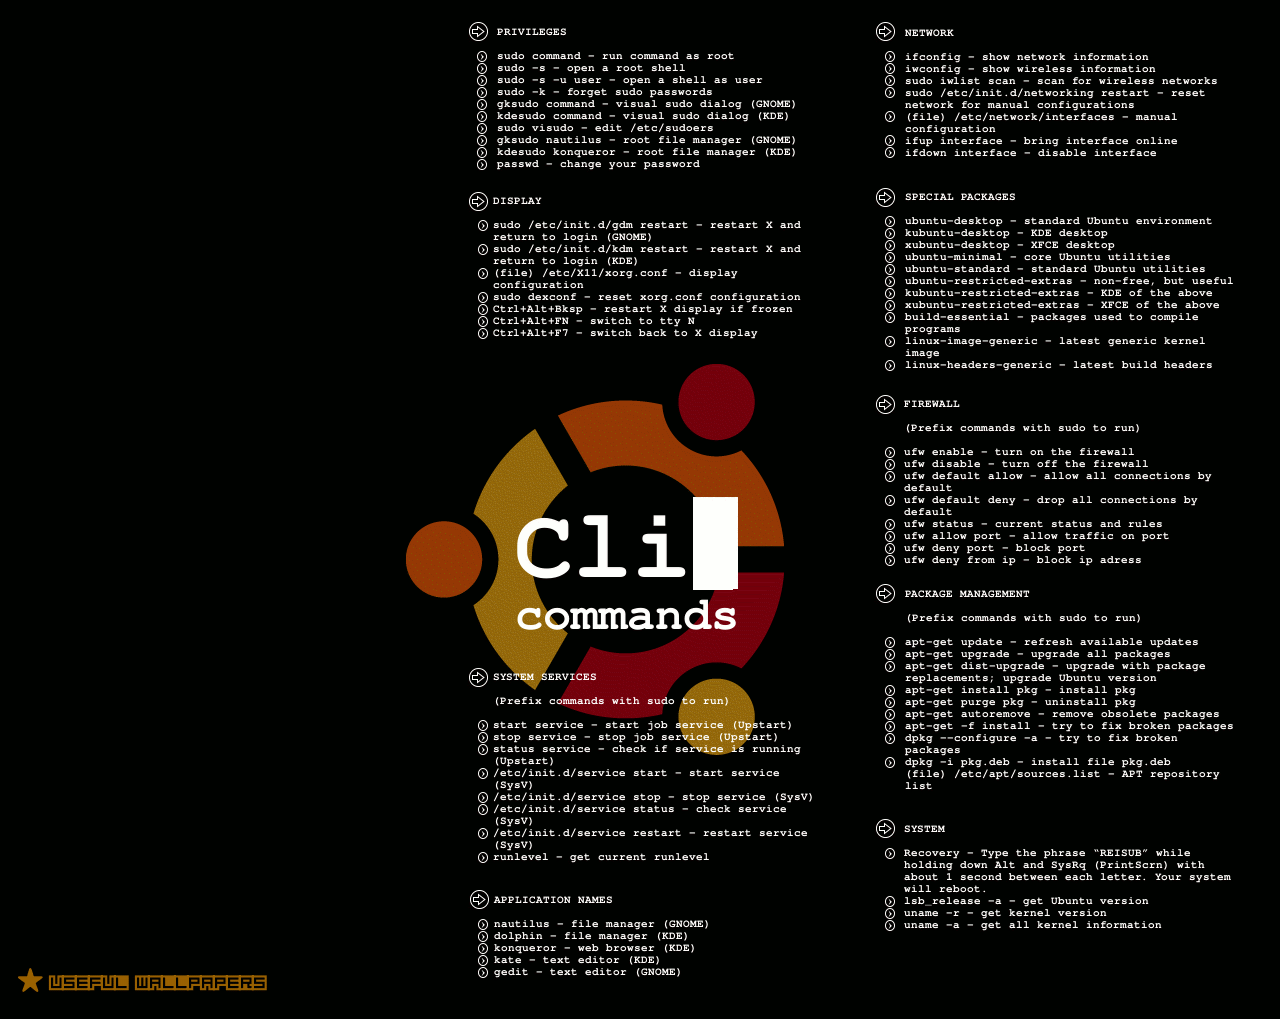 PRIVILEGES
sudo command - run command as root
sudo -s - open a root shell
sudo -s -u user - open a shell as user
sudo -k - forget sudo passwords
gksudo command - visual sudo dialog (GNOME)
kdesudo command - visual sudo dialog (KDE)
sudo visudo - edit /etc/sudoers
gksudo nautilus - root file manager (GNOME)
kdesudo konqueror - root file manager (KDE)
passwd - change your password
DISPLAY
sudo /etc/init.d/gdm restart - restart X and
return to login (GNOME)
sudo /etc/init.d/kdm restart - restart X and
return to login (KDE)
(file) /etc/X11/xorg.conf - display
configuration
sudo dexconf - reset xorg.conf configuration
Ctrl+Alt+Bksp - restart X display if frozen
Ctrl+Alt+FN - switch to tty N
Ctrl+Alt+F7 - switch back to X display
Cli
commands
SYSTEM SERVICES
(Prefix commands with sudo to run)
start service - start job service (Upstart)
stop service - stop job service (Upstart)
status service - check if service is running
(Upstart)
/etc/init.d/service start - start service
(SysV)
/etc/init.d/service stop - stop service (SysV)
/etc/init.d/service status - check service
(SysV)
/etc/init.d/service restart - restart service
(SysV)
runlevel - get current runlevel
APPLICATION NAMES
nautilus - file manager (GNOME)
dolphin - file manager (KDE)
konqueror - web browser (KDE)
kate - text editor (KDE)
gedit - text editor (GNOME)
NETWORK
ifconfig - show network information
iwconfig - show wireless information
sudo iwlist scan - scan for wireless networks
sudo /etc/init.d/networking restart - reset
network for manual configurations
(file) /etc/network/interfaces - manual
configuration
ifup interface - bring interface online
ifdown interface - disable interface
SPECIAL PACKAGES
ubuntu-desktop - standard Ubuntu environment
kubuntu-desktop - KDE desktop
xubuntu-desktop - XFCE desktop
ubuntu-minimal - core Ubuntu utilities
ubuntu-standard - standard Ubuntu utilities
ubuntu-restricted-extras - non-free, but useful
kubuntu-restricted-extras - KDE of the above
xubuntu-restricted-extras - XFCE of the above
build-essential - packages used to compile
programs
linux-image-generic - latest generic kernel
image
linux-headers-generic - latest build headers
FIREWALL
(Prefix commands with sudo to run)
ufw enable - turn on the firewall
ufw disable - turn off the firewall
ufw default allow - allow all connections by
default
ufw default deny - drop all connections by
default
ufw status - current status and rules
ufw allow port - allow traffic on port
ufw deny port - block port
ufw deny from ip - block ip adress
PACKAGE MANAGEMENT
(Prefix commands with sudo to run)
apt-get update - refresh available updates
apt-get upgrade - upgrade all packages
apt-get dist-upgrade - upgrade with package
replacements; upgrade Ubuntu version
apt-get install pkg - install pkg
apt-get purge pkg - uninstall pkg
apt-get autoremove - remove obsolete packages
apt-get -f install - try to fix broken packages
dpkg --configure -a - try to fix broken
packages
dpkg -i pkg.deb - install file pkg.deb
(file) /etc/apt/sources.list - APT repository
list
SYSTEM
Recovery - Type the phrase “REISUB” while
holding down Alt and SysRq (PrintScrn) with
about 1 second between each letter. Your system
will reboot.
lsb_release -a - get Ubuntu version
uname -r - get kernel version
uname -a - get all kernel information
USEFUL WALLPAPERS